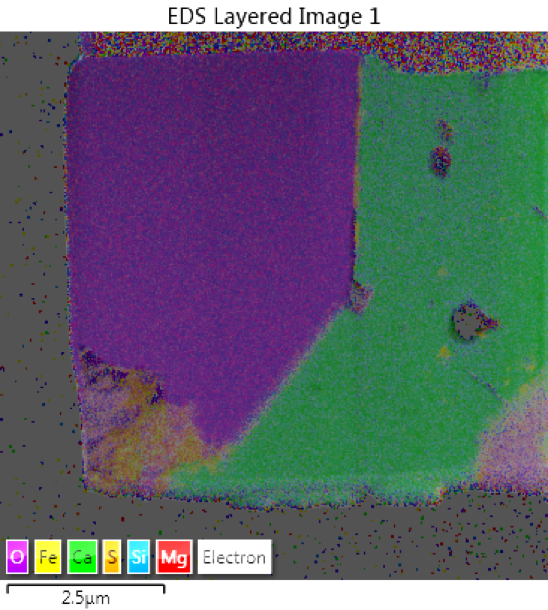 EDS Layered Image 1
O Fe Ca S Si Mg Electron
2.5µm